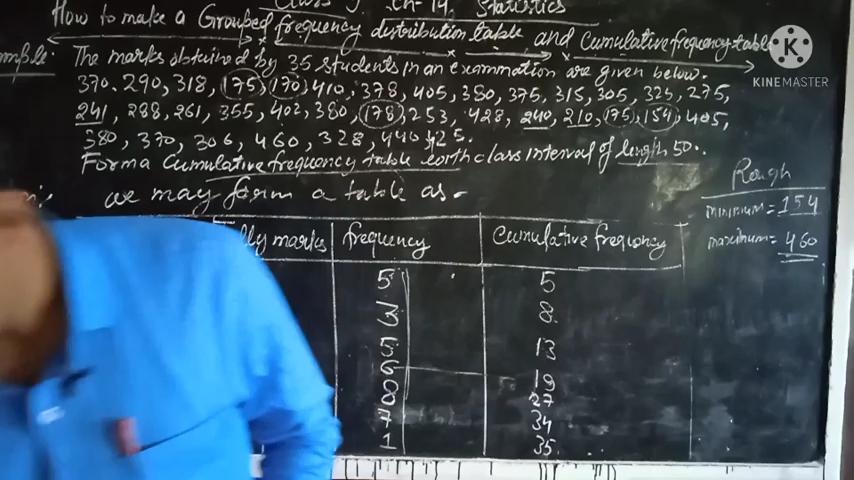 Class 9, Ch-14, Statistics
How to make a Grouped frequency distribution table and cumulative frequency table
KINEMASTER
The marks obtained by 35 students in an examination are given below.
370, 290, 318, 175, 170, 410, 378, 405, 380, 375, 315, 305, 325, 275,
241, 288, 261, 355, 402, 380, 178, 253, 428, 240, 210, 175, 154, 405,
380, 370, 306, 460, 328, 440, 425.
Form a Cumulative frequency table with class interval of length 50.
we may form a table as -
Rough
minimum = 154
maximum = 460
lly marks frequency Cumulative frequency
5 5
3 8
5 13
6 19
8 27
7 34
1 35